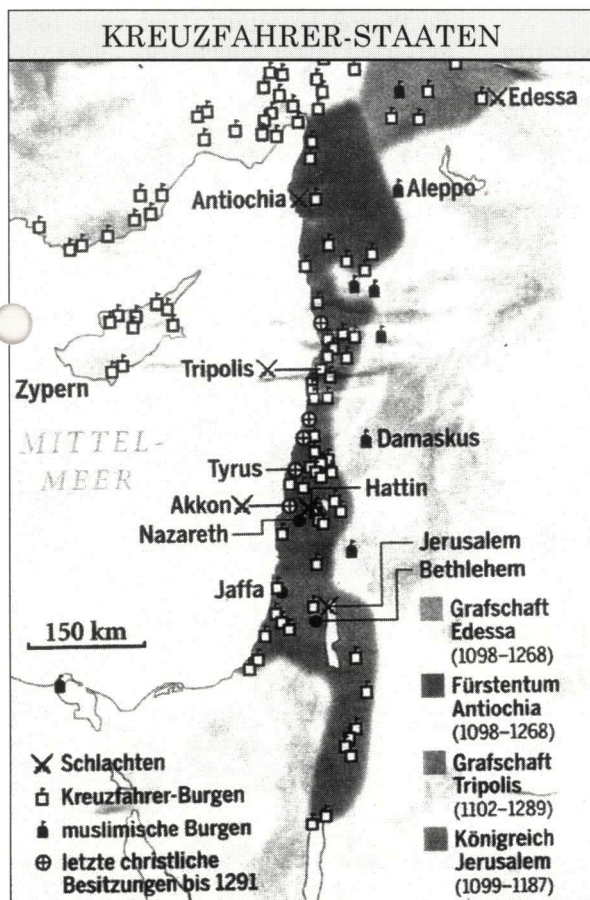 KREUZFAHRER-STAATEN
Edessa
Antiochia
Aleppo
Tripolis
Zypern
MITTEL-
MEER
Damaskus
Tyrus
Hattin
Akkon
Nazareth
Jerusalem
Bethlehem
Jaffa
150 km
Grafschaft
Edessa
(1098–1268)
Fürstentum
Antiochia
(1098–1268)
Grafschaft
Tripolis
(1102–1289)
Königreich
Jerusalem
(1099–1187)
Schlachten
Kreuzfahrer-Burgen
muslimische Burgen
letzte christliche
Besitzungen bis 1291